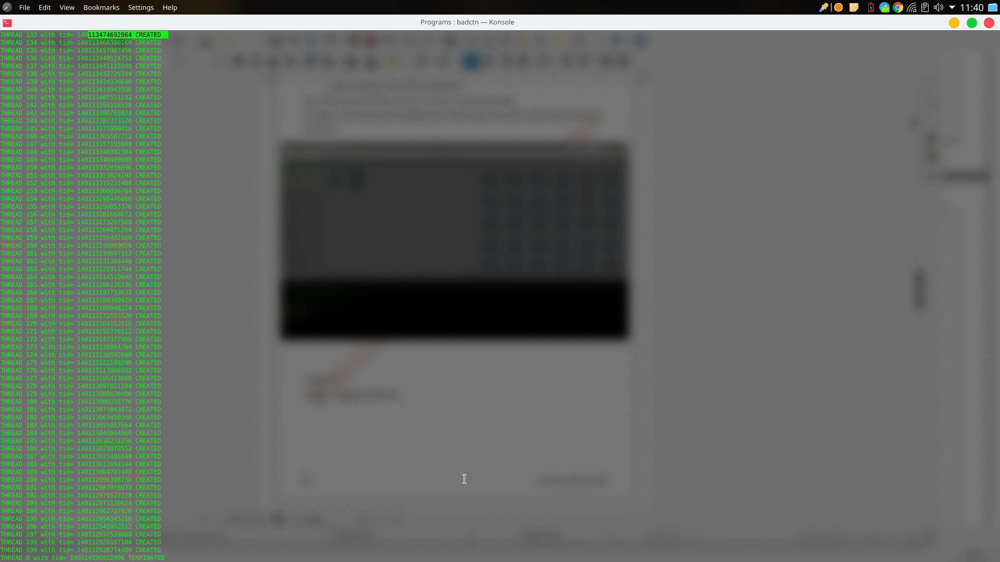 File Edit View Bookmarks Settings Help
251
11:40
Programs : badctn — Konsole
THREAD 133 with tid= 140113474692864 CREATED
THREAD 134 with tid= 140113466300160 CREATED
THREAD 135 with tid= 140113457907456 CREATED
THREAD 136 with tid= 140113449514752 CREATED
THREAD 137 with tid= 140113441122048 CREATED
THREAD 138 with tid= 140113432729344 CREATED
THREAD 139 with tid= 140113424336640 CREATED
THREAD 140 with tid= 140113415943936 CREATED
THREAD 141 with tid= 140113407551232 CREATED
THREAD 142 with tid= 140113399158528 CREATED
THREAD 143 with tid= 140113390765824 CREATED
THREAD 144 with tid= 140113382373120 CREATED
THREAD 145 with tid= 140113373980416 CREATED
THREAD 146 with tid= 140113365587712 CREATED
THREAD 147 with tid= 140113357195008 CREATED
THREAD 148 with tid= 140113348802304 CREATED
THREAD 149 with tid= 140113340409600 CREATED
THREAD 150 with tid= 140113332016896 CREATED
THREAD 151 with tid= 140113323624192 CREATED
THREAD 152 with tid= 140113315231488 CREATED
THREAD 153 with tid= 140113306838784 CREATED
THREAD 154 with tid= 140113298446080 CREATED
THREAD 155 with tid= 140113290053376 CREATED
THREAD 156 with tid= 140113281660672 CREATED
THREAD 157 with tid= 140113273267968 CREATED
THREAD 158 with tid= 140113264875264 CREATED
THREAD 159 with tid= 140113256482560 CREATED
THREAD 160 with tid= 140113248089856 CREATED
THREAD 161 with tid= 140113239697152 CREATED
THREAD 162 with tid= 140113231304448 CREATED
THREAD 163 with tid= 140113222911744 CREATED
THREAD 164 with tid= 140113214519040 CREATED
THREAD 165 with tid= 140113206126336 CREATED
THREAD 166 with tid= 140113197733632 CREATED
THREAD 167 with tid= 140113189340928 CREATED
THREAD 168 with tid= 140113180948224 CREATED
THREAD 169 with tid= 140113172555520 CREATED
THREAD 170 with tid= 140113164162816 CREATED
THREAD 171 with tid= 140113155770112 CREATED
THREAD 172 with tid= 140113147377408 CREATED
THREAD 173 with tid= 140113138984704 CREATED
THREAD 174 with tid= 140113130592000 CREATED
THREAD 175 with tid= 140113122199296 CREATED
THREAD 176 with tid= 140113113806592 CREATED
THREAD 177 with tid= 140113105413888 CREATED
THREAD 178 with tid= 140113097021184 CREATED
THREAD 179 with tid= 140113088628480 CREATED
THREAD 180 with tid= 140113080235776 CREATED
THREAD 181 with tid= 140113071843072 CREATED
THREAD 182 with tid= 140113063450368 CREATED
THREAD 183 with tid= 140113055057664 CREATED
THREAD 184 with tid= 140113046664960 CREATED
THREAD 185 with tid= 140113038272256 CREATED
THREAD 186 with tid= 140113029879552 CREATED
THREAD 187 with tid= 140113021486848 CREATED
THREAD 188 with tid= 140113013094144 CREATED
THREAD 189 with tid= 140113004701440 CREATED
THREAD 190 with tid= 140112996308736 CREATED
THREAD 191 with tid= 140112987916032 CREATED
THREAD 192 with tid= 140112979523328 CREATED
THREAD 193 with tid= 140112971130624 CREATED
THREAD 194 with tid= 140112962737920 CREATED
THREAD 195 with tid= 140112954345216 CREATED
THREAD 196 with tid= 140112945952512 CREATED
THREAD 197 with tid= 140112937559808 CREATED
THREAD 198 with tid= 140112929167104 CREATED
THREAD 199 with tid= 140112920774400 CREATED
THREAD 0 with tid= 140114590922496 TERMINATED